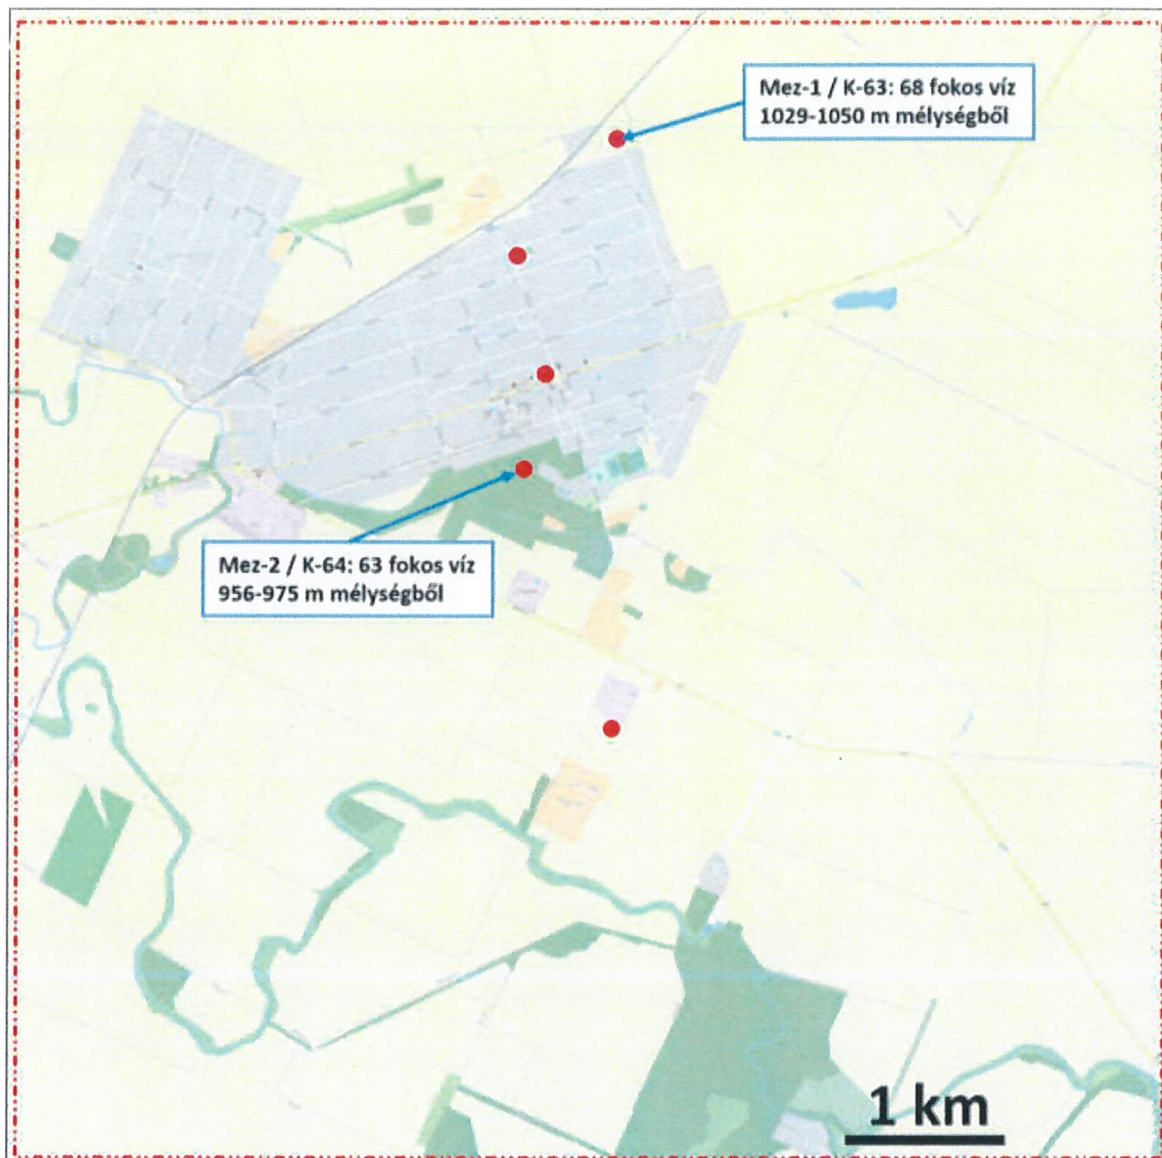 Mez-1 / K-63: 68 fokos víz
1029-1050 m mélységből
Mez-2 / K-64: 63 fokos víz
956-975 m mélységből
1 km